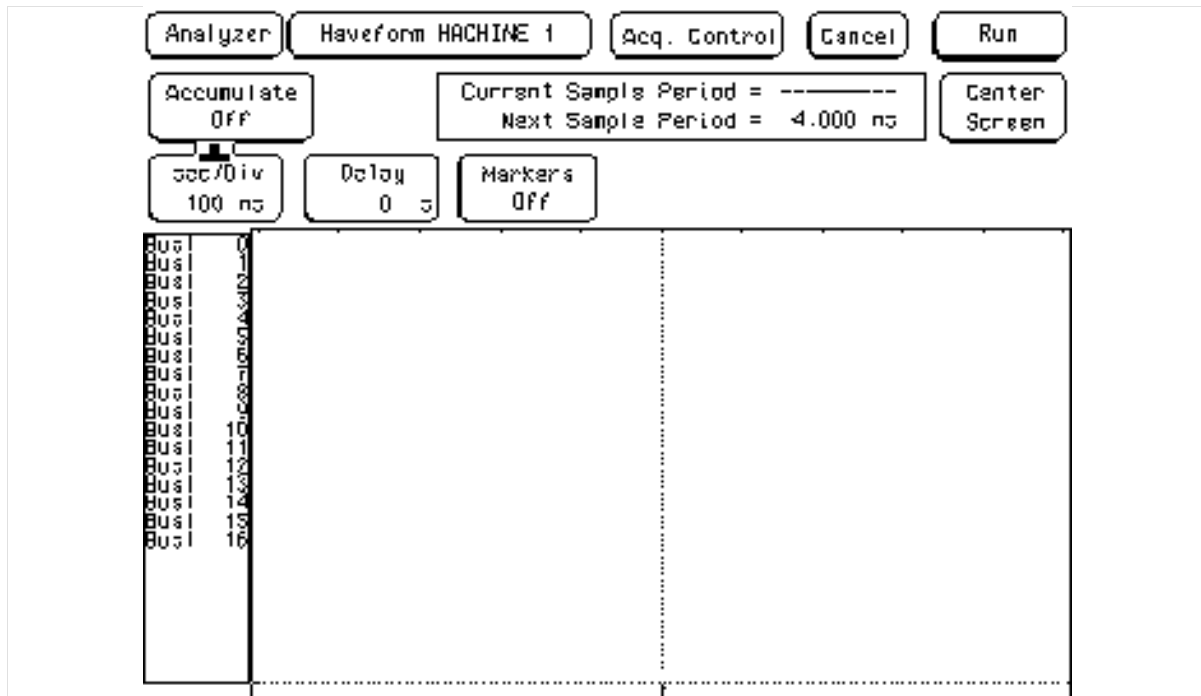 Analyzer
Waveform MACHINE 1
Acq. Control
Cancel
Run
Accumulate
Off
Current Sample Period = ---------
Next Sample Period = 4.000 ns
Center
Screen
sec/Div
100 ns
Delay
0 s
Markers
Off
Bus1 0
Bus1 1
Bus1 2
Bus1 3
Bus1 4
Bus1 5
Bus1 6
Bus1 7
Bus1 8
Bus1 9
Bus1 10
Bus1 11
Bus1 12
Bus1 13
Bus1 14
Bus1 15
Bus1 16